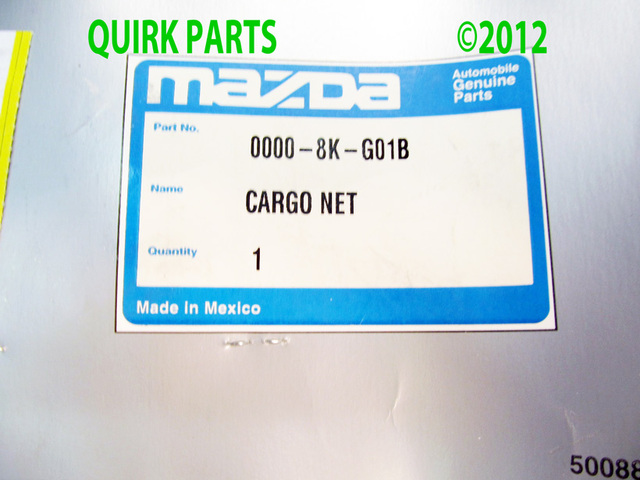 QUIRK PARTS ©2012
mazda
Automobile
Genuine
Parts
Part No.
0000-8K-G01B
Name
CARGO NET
Quantity
1
Made in Mexico
50088